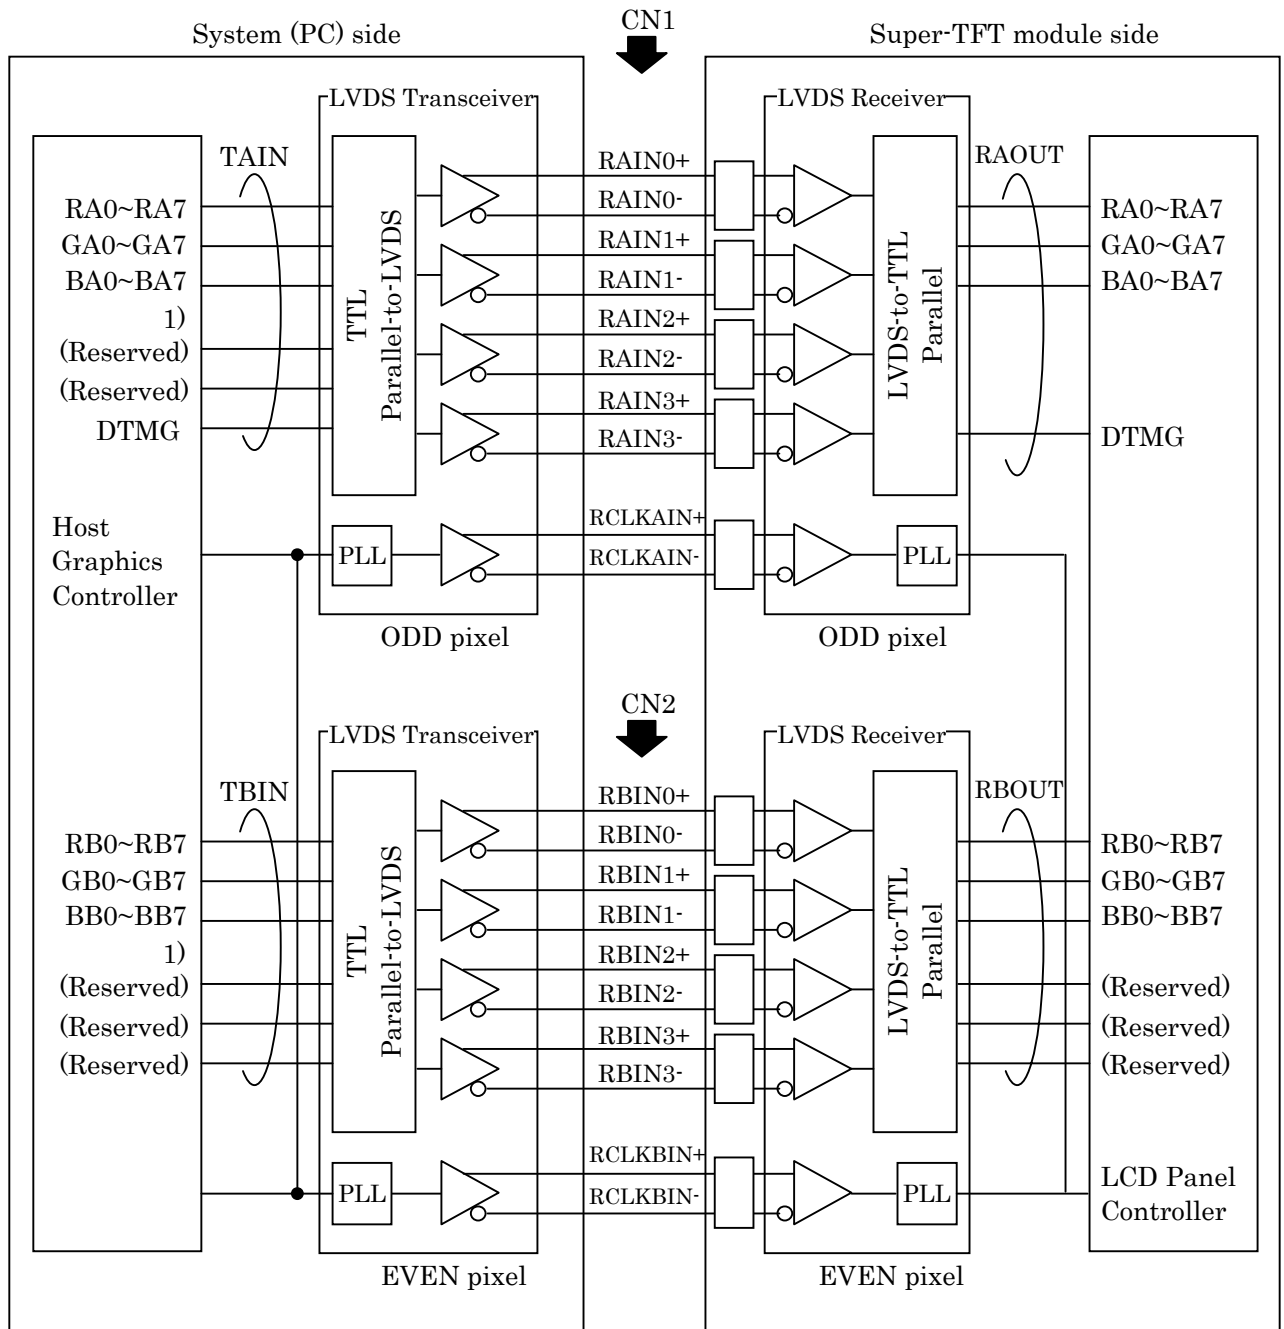 CN1
System (PC) side
Super-TFT module side
LVDS Transceiver
LVDS Receiver
TAIN
RA0~RA7
GA0~GA7
BA0~BA7
1)
(Reserved)
(Reserved)
DTMG
TTL
Parallel-to-LVDS
RAIN0+
RAIN0-
RAIN1+
RAIN1-
RAIN2+
RAIN2-
RAIN3+
RAIN3-
LVDS-to-TTL
Parallel
RAOUT
RA0~RA7
GA0~GA7
BA0~BA7
DTMG
Host
Graphics
Controller
PLL
RCLKAIN+
RCLKAIN-
PLL
ODD pixel
ODD pixel
CN2
LVDS Transceiver
LVDS Receiver
TBIN
RB0~RB7
GB0~GB7
BB0~BB7
1)
(Reserved)
(Reserved)
(Reserved)
TTL
Parallel-to-LVDS
RBIN0+
RBIN0-
RBIN1+
RBIN1-
RBIN2+
RBIN2-
RBIN3+
RBIN3-
LVDS-to-TTL
Parallel
RBOUT
RB0~RB7
GB0~GB7
BB0~BB7
(Reserved)
(Reserved)
(Reserved)
PLL
RCLKBIN+
RCLKBIN-
PLL
LCD Panel
Controller
EVEN pixel
EVEN pixel